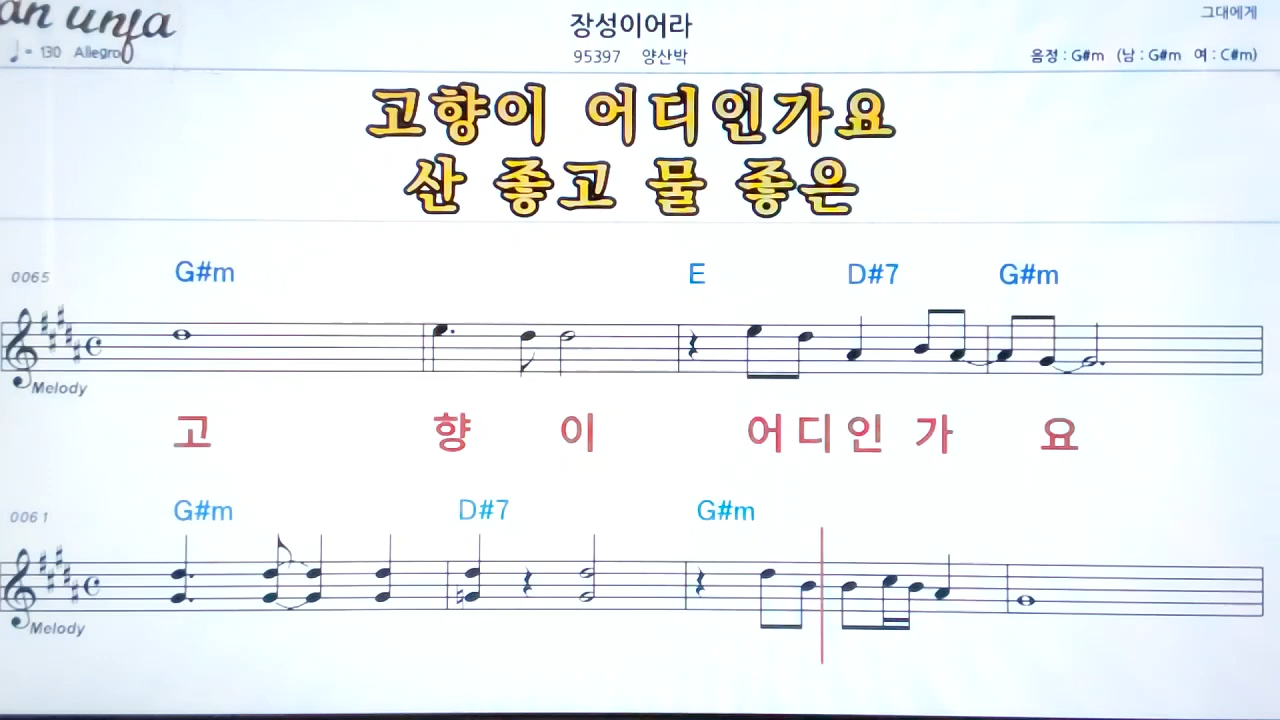 장성이어라
그대에게
♩= 130 Allegro
95397 양산박
음정 : G#m (남 : G#m 여 : C#m)
고향이 어디인가요
산 좋고 물 좋은
0065 G#m E D#7 G#m
Melody
고 향 이 어 디 인 가 요
0061 G#m D#7 G#m
Melody